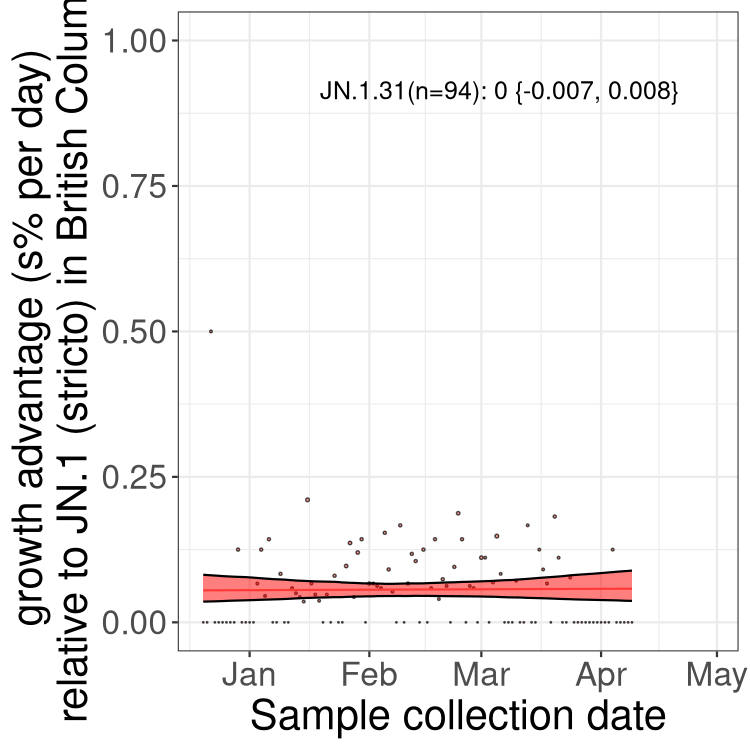 growth advantage (s% per day)
relative to JN.1 (stricto) in British Colum
1.00
0.75
0.50
0.25
0.00
JN.1.31(n=94): 0 {-0.007, 0.008}
Jan Feb Mar Apr May
Sample collection date